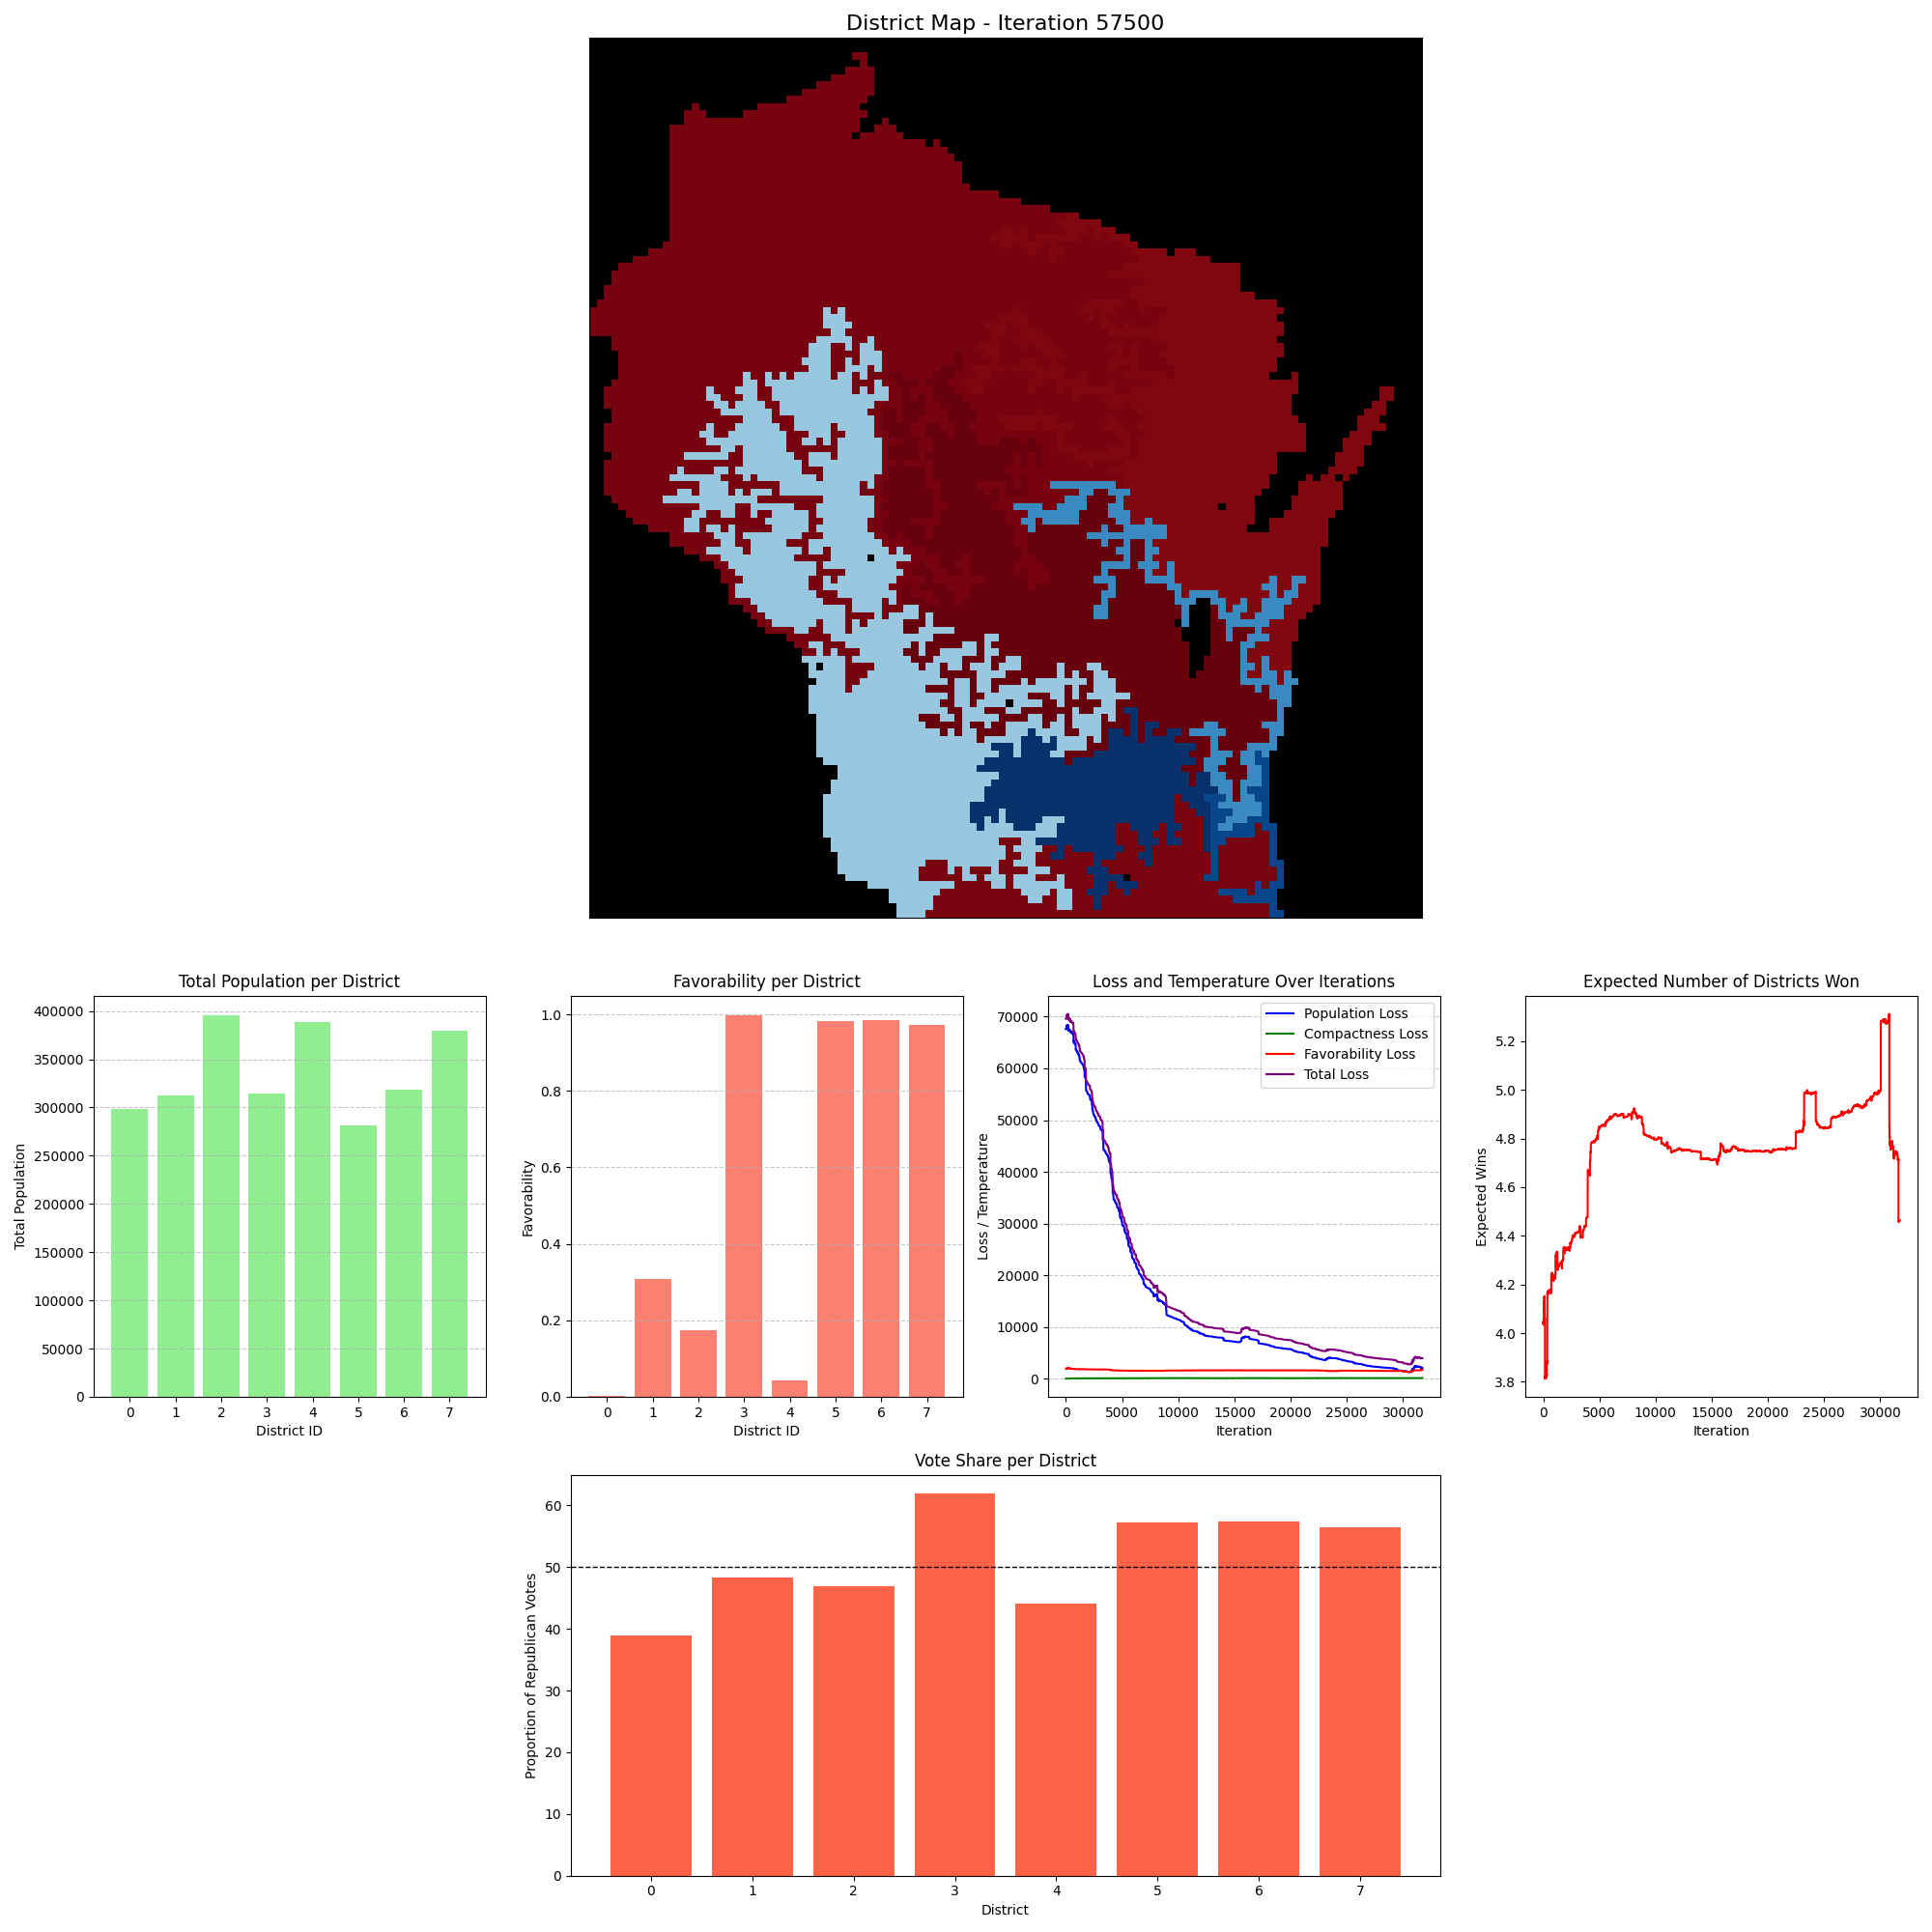 District Map - Iteration 57500
Total Population per District
Total Population
400000
350000
300000
250000
200000
150000
100000
50000
0
0 1 2 3 4 5 6 7
District ID
Favorability per District
Favorability
1.0
0.8
0.6
0.4
0.2
0.0
0 1 2 3 4 5 6 7
District ID
Loss and Temperature Over Iterations
Loss / Temperature
70000
60000
50000
40000
30000
20000
10000
0
Population Loss
Compactness Loss
Favorability Loss
Total Loss
0 5000 10000 15000 20000 25000 30000
Iteration
Expected Number of Districts Won
Expected Wins
5.2
5.0
4.8
4.6
4.4
4.2
4.0
3.8
0 5000 10000 15000 20000 25000 30000
Iteration
Vote Share per District
Proportion of Republican Votes
60
50
40
30
20
10
0
0 1 2 3 4 5 6 7
District